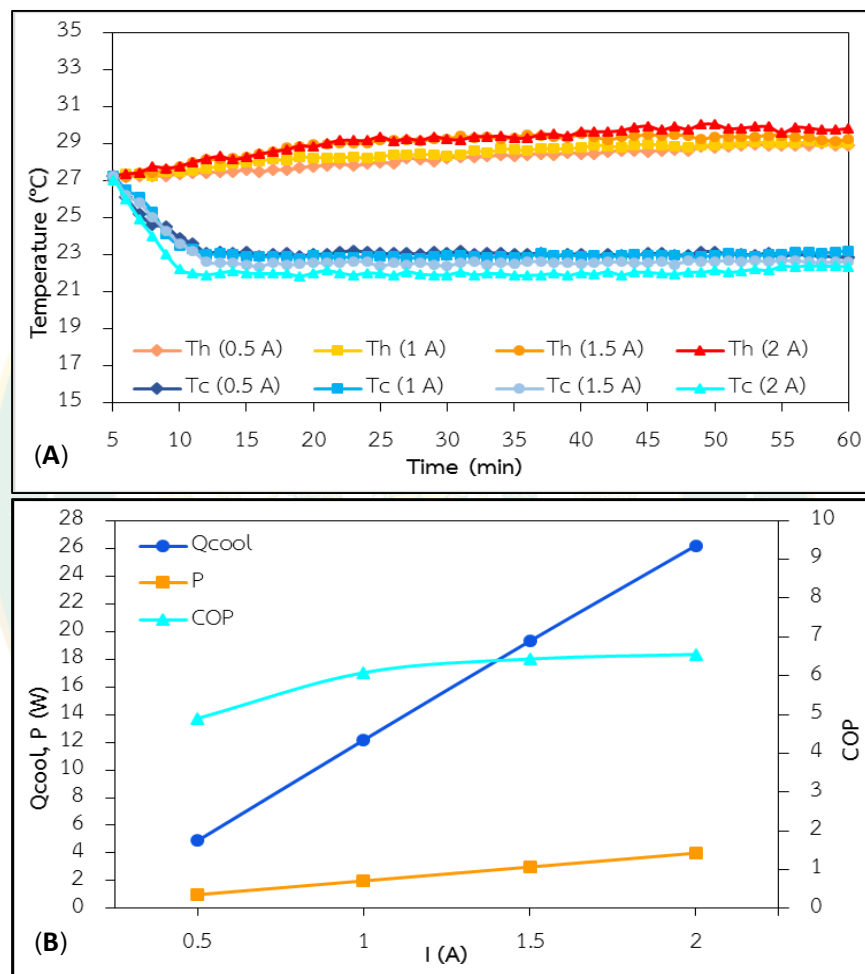 35
33
31
29
27
25
23
21
19
17
15
Temperature (°C)
Th (0.5 A) Th (1 A) Th (1.5 A) Th (2 A)
Tc (0.5 A) Tc (1 A) Tc (1.5 A) Tc (2 A)
5 10 15 20 25 30 35 40 45 50 55 60
Time (min)
(A)
28
26
24
22
20
18
16
14
12
10
8
6
4
2
0
Qcool, P (W)
Qcool
P
COP
10
9
8
7
6
5
4
3
2
1
0
COP
0.5 1 1.5 2
I (A)
(B)